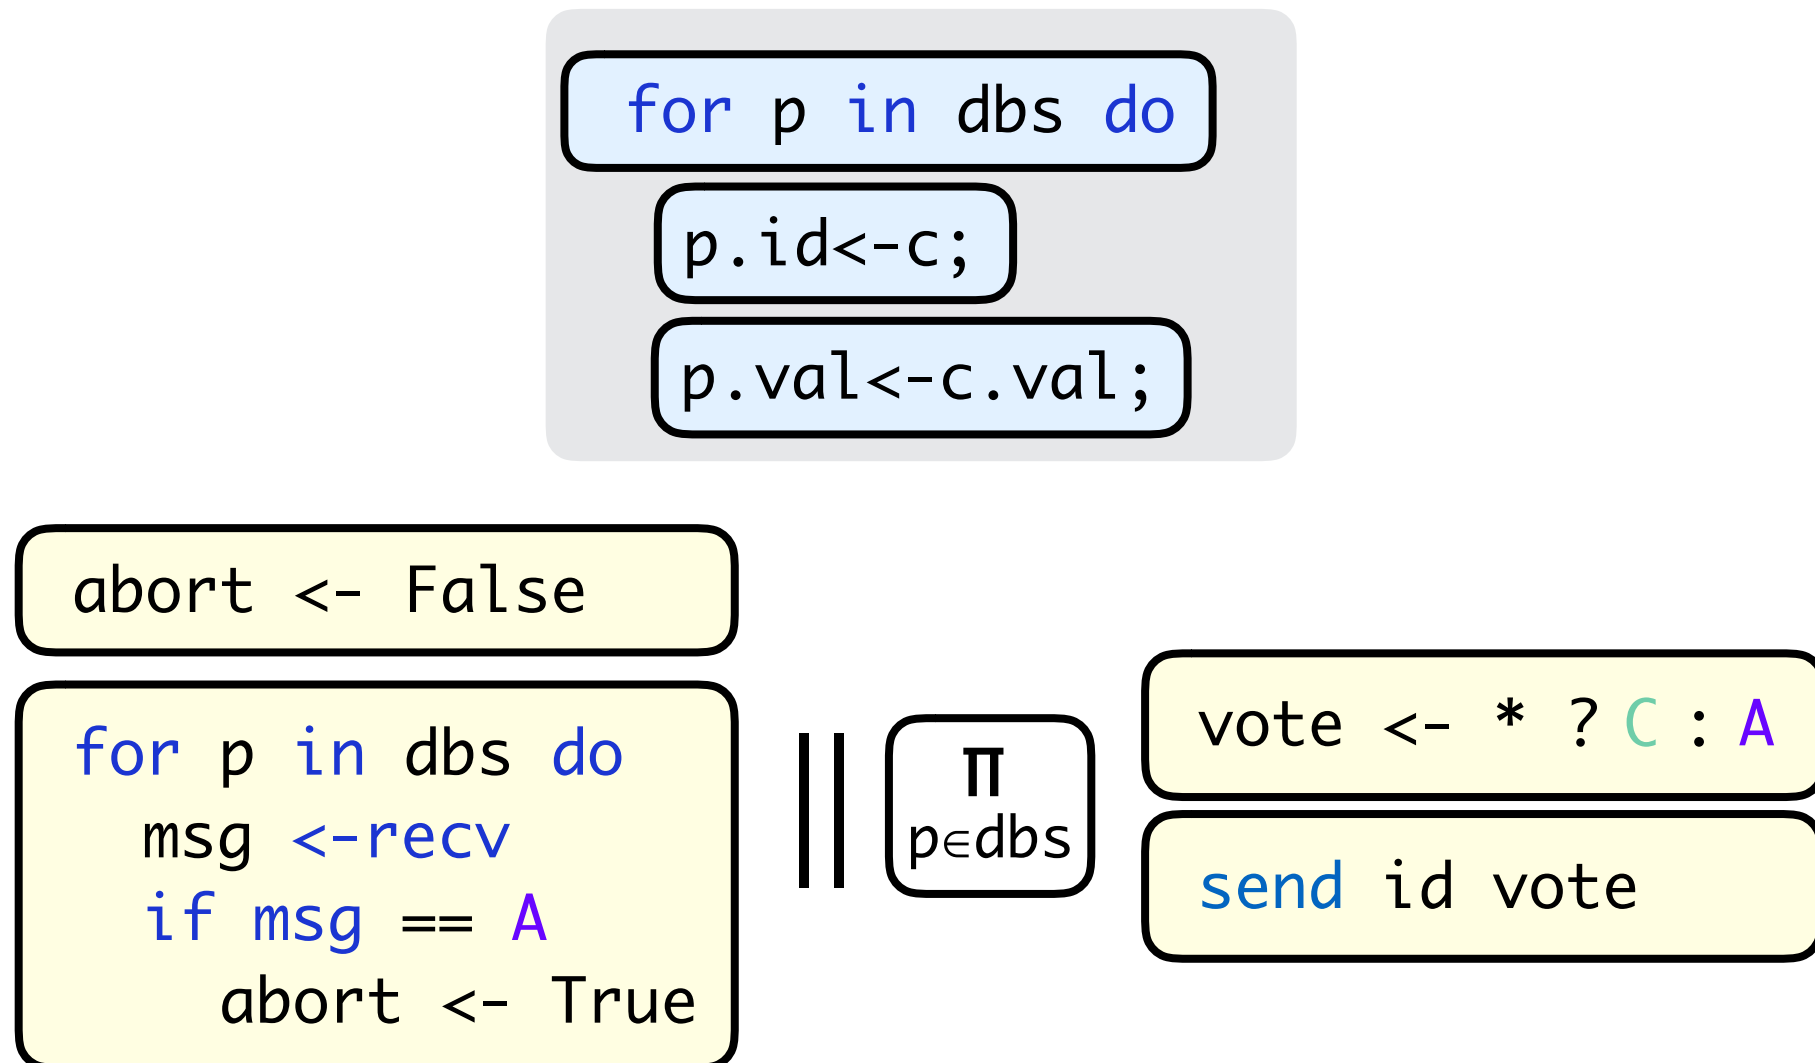 for p in dbs do
p.id<-c;
p.val<-c.val;
abort <- False
for p in dbs do
msg <-recv
if msg == A
abort <- True
||
Π
p∈dbs
vote <- * ? C : A
send id vote